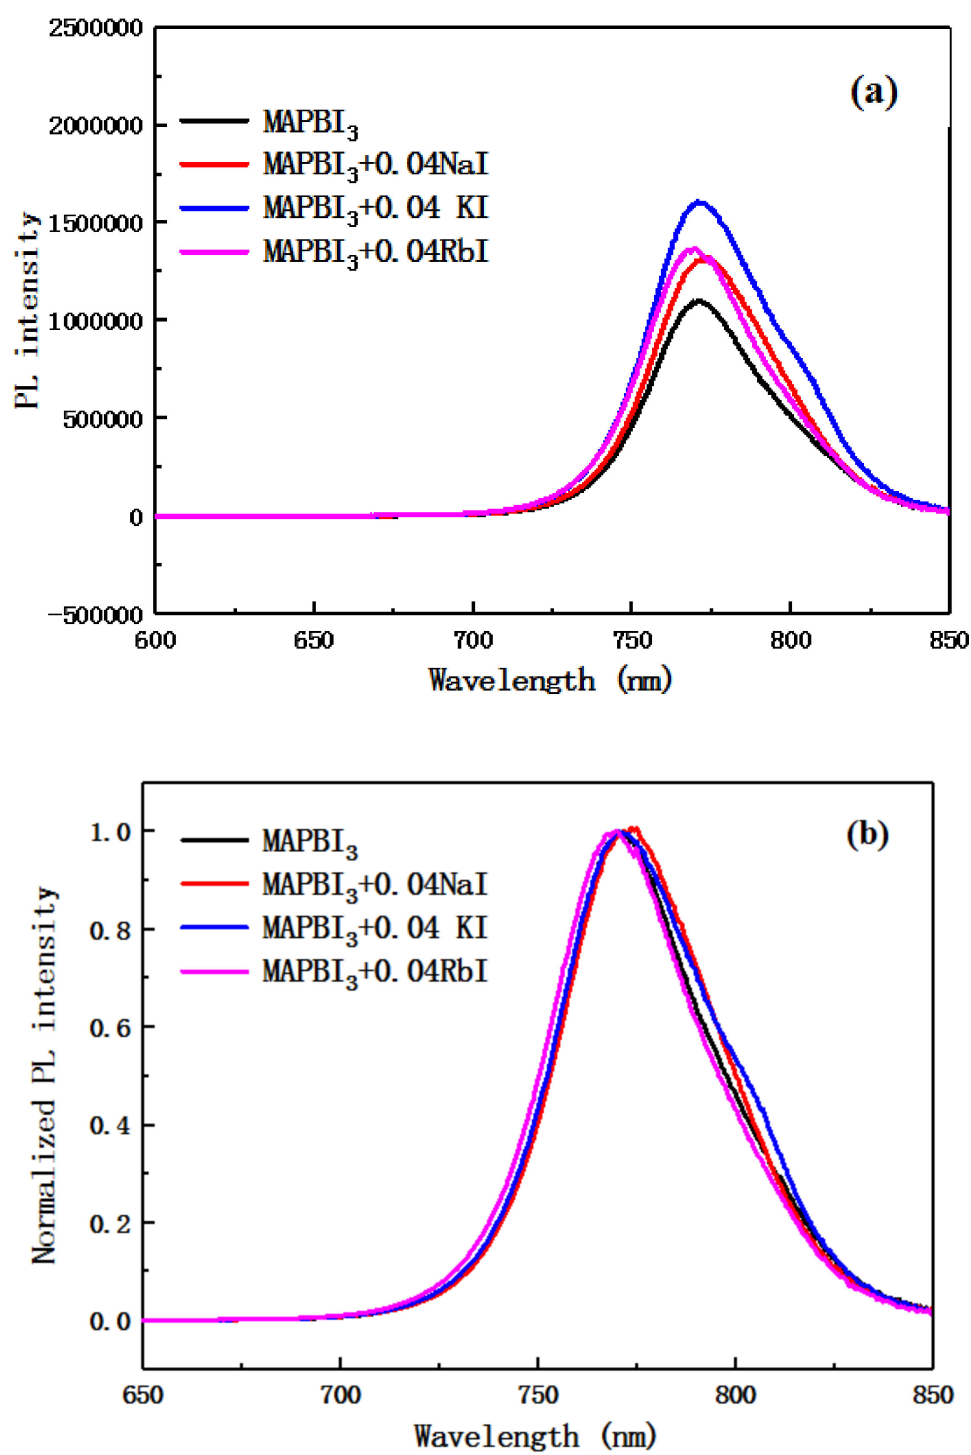 2500000
(a)
MAPBI₃
2000000
MAPBI₃+0.04NaI
MAPBI₃+0.04 KI
1500000
MAPBI₃+0.04RbI
1000000
500000
0
-500000
PL intensity
600 650 700 750 800 850
Wavelength (nm)
1.0
(b)
MAPBI₃
MAPBI₃+0.04NaI
0.8
MAPBI₃+0.04 KI
MAPBI₃+0.04RbI
0.6
0.4
0.2
0.0
Normalized PL intensity
650 700 750 800 850
Wavelength (nm)